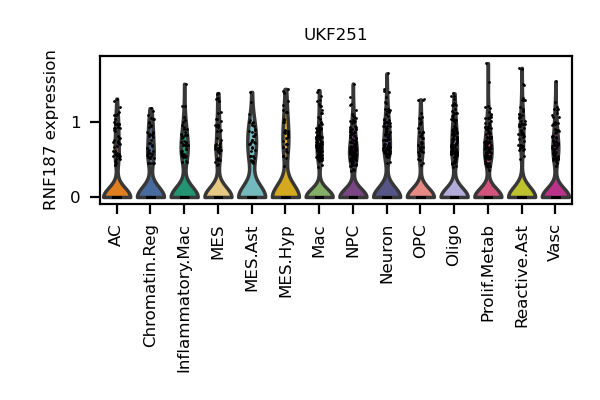 UKF251
RNF187 expression
1
0
AC
Chromatin.Reg
Inflammatory.Mac
MES
MES.Ast
MES.Hyp
Mac
NPC
Neuron
OPC
Oligo
Prolif.Metab
Reactive.Ast
Vasc